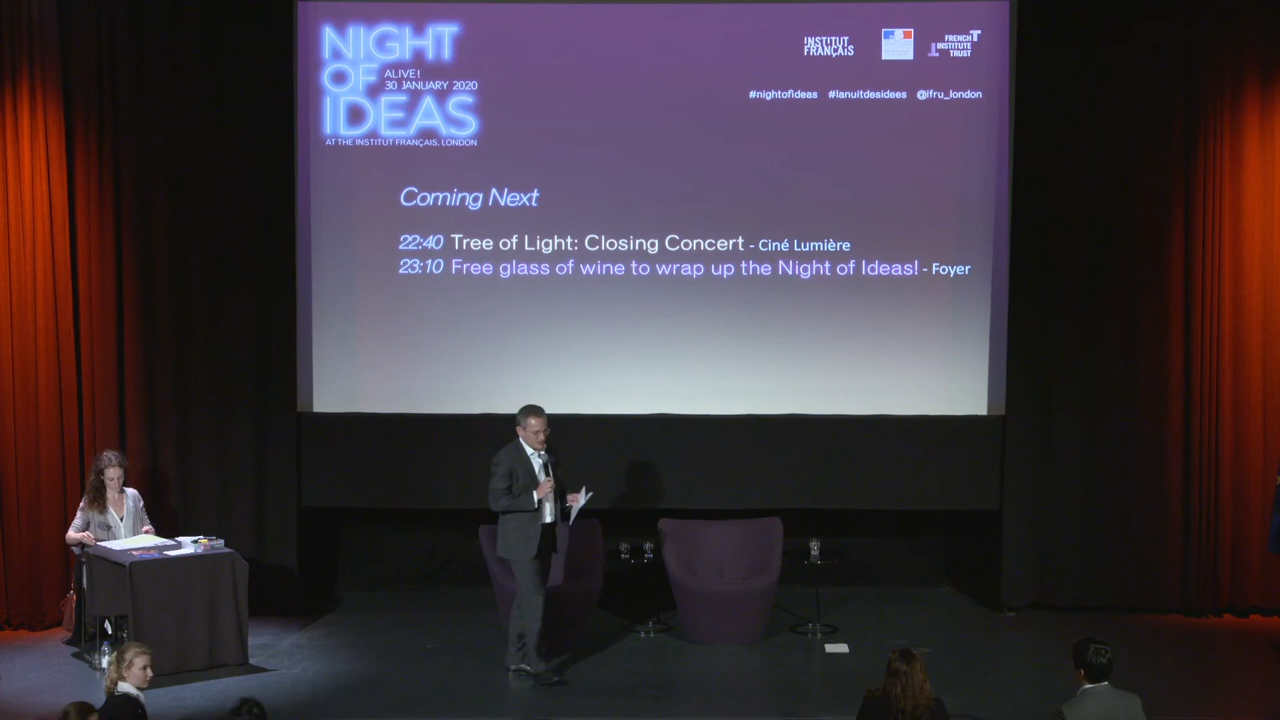 NIGHT
OF
ALIVE!
30 JANUARY 2020
IDEAS
AT THE INSTITUT FRANÇAIS, LONDON
INSTITUT
FRANÇAIS
FRENCH
INSTITUTE
TRUST
#nightofideas #lanuitdesidees @ifru_london
Coming Next
22:40 Tree of Light: Closing Concert - Ciné Lumière
23:10 Free glass of wine to wrap up the Night of Ideas! - Foyer